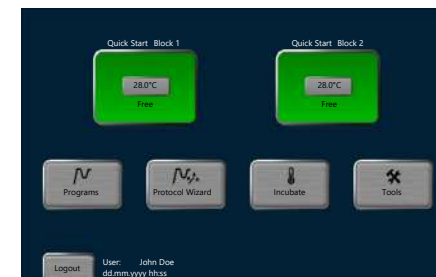 Quick Start Block 1
Quick Start Block 2
28.0°C
Free
28.0°C
Free
Programs
Protocol Wizard
Incubate
Tools
Logout
User: John Doe
dd.mm.yyyy hh:ss